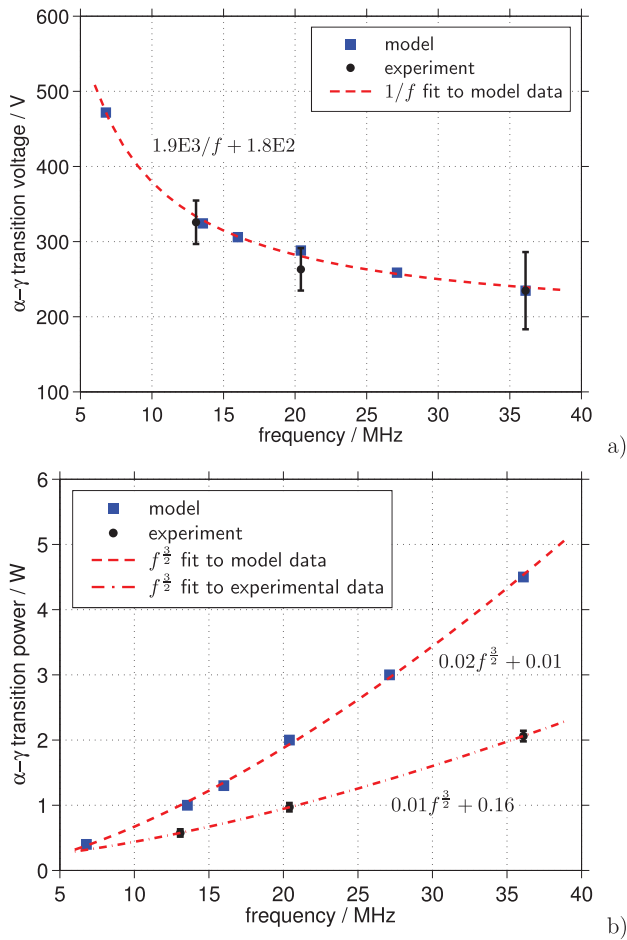 600
500
400
300
200
100
α−γ transition voltage / V
model
experiment
1/f fit to model data
1.9E3/f + 1.8E2
5 10 15 20 25 30 35 40
frequency / MHz
a)
6
5
4
3
2
1
0
α−γ transition power / W
model
experiment
f^{3/2} fit to model data
f^{3/2} fit to experimental data
0.02f^{3/2} + 0.01
0.01f^{3/2} + 0.16
5 10 15 20 25 30 35 40
frequency / MHz
b)